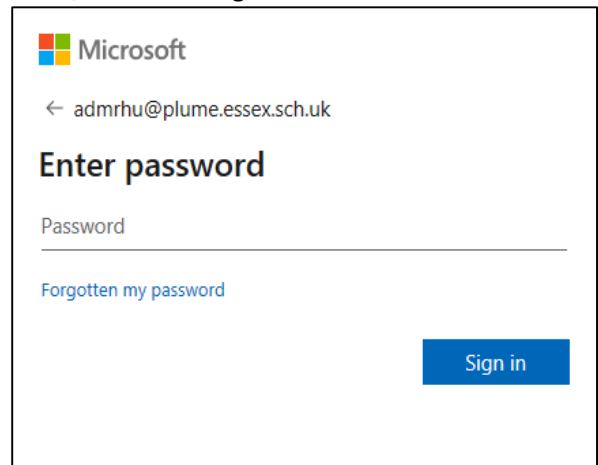 Microsoft
← admrhu@plume.essex.sch.uk
Enter password
Password
Forgotten my password
Sign in